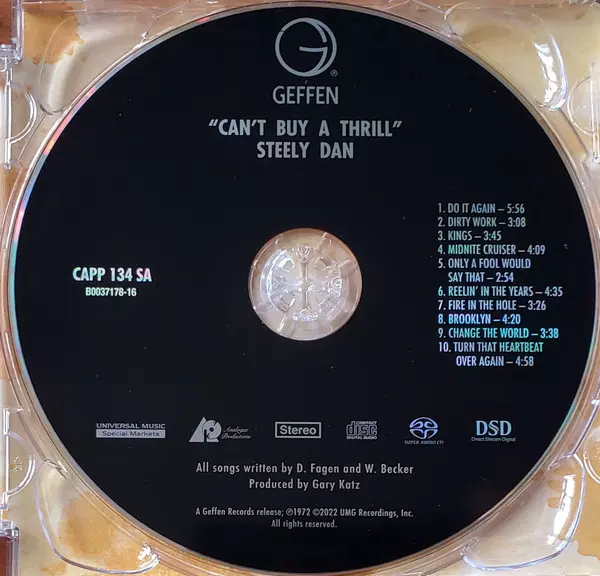 GEFFEN
"CAN'T BUY A THRILL"
STEELY DAN
CAPP 134 SA
B0037178-16
1. DO IT AGAIN – 5:56
2. DIRTY WORK – 3:08
3. KINGS – 3:45
4. MIDNITE CRUISER – 4:09
5. ONLY A FOOL WOULD
SAY THAT – 2:54
6. REELIN' IN THE YEARS – 4:35
7. FIRE IN THE HOLE – 3:26
8. BROOKLYN – 4:20
9. CHANGE THE WORLD – 3:38
10. TURN THAT HEARTBEAT
OVER AGAIN – 4:58
UNIVERSAL MUSIC
Special Markets
Analogue
Productions
Stereo
COMPACT
disc
DIGITAL AUDIO
SUPER AUDIO CD
DSD
Direct Stream Digital
All songs written by D. Fagen and W. Becker
Produced by Gary Katz
A Geffen Records release; ℗1972 ©2022 UMG Recordings, Inc.
All rights reserved.